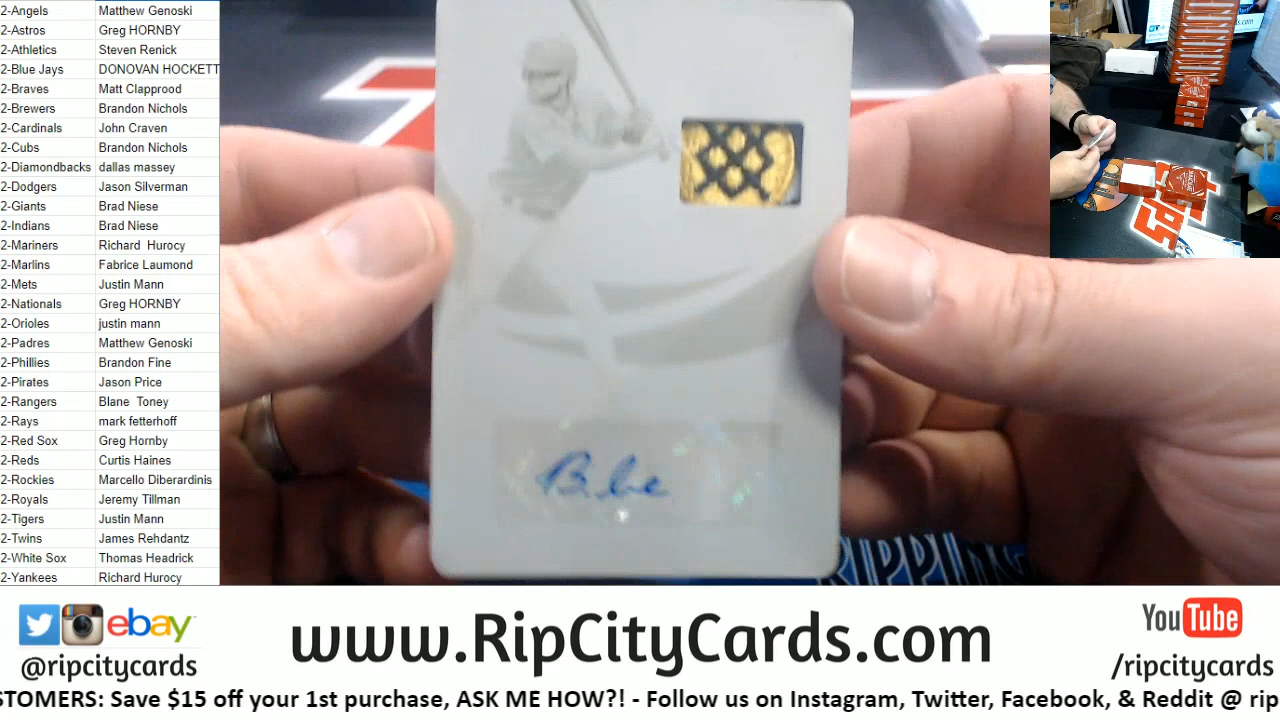 2-Angels Matthew Genoski
2-Astros Greg HORNBY
2-Athletics Steven Renick
2-Blue Jays DONOVAN HOCKETT
2-Braves Matt Clapprood
2-Brewers Brandon Nichols
2-Cardinals John Craven
2-Cubs Brandon Nichols
2-Diamondbacks dallas massey
2-Dodgers Jason Silverman
2-Giants Brad Niese
2-Indians Brad Niese
2-Mariners Richard Hurocy
2-Marlins Fabrice Laumond
2-Mets Justin Mann
2-Nationals Greg HORNBY
2-Orioles justin mann
2-Padres Matthew Genoski
2-Phillies Brandon Fine
2-Pirates Jason Price
2-Rangers Blane Toney
2-Rays mark fetterhoff
2-Red Sox Greg Hornby
2-Reds Curtis Haines
2-Rockies Marcello Diberardinis
2-Royals Jeremy Tillman
2-Tigers Justin Mann
2-Twins James Rehdantz
2-White Sox Thomas Headrick
2-Yankees Richard Hurocy
RIPPING
ebay
@ripcitycards
www.RipCityCards.com
YouTube
/ripcitycards
STOMERS: Save $15 off your 1st purchase, ASK ME HOW?! - Follow us on Instagram, Twitter, Facebook, & Reddit @ rip